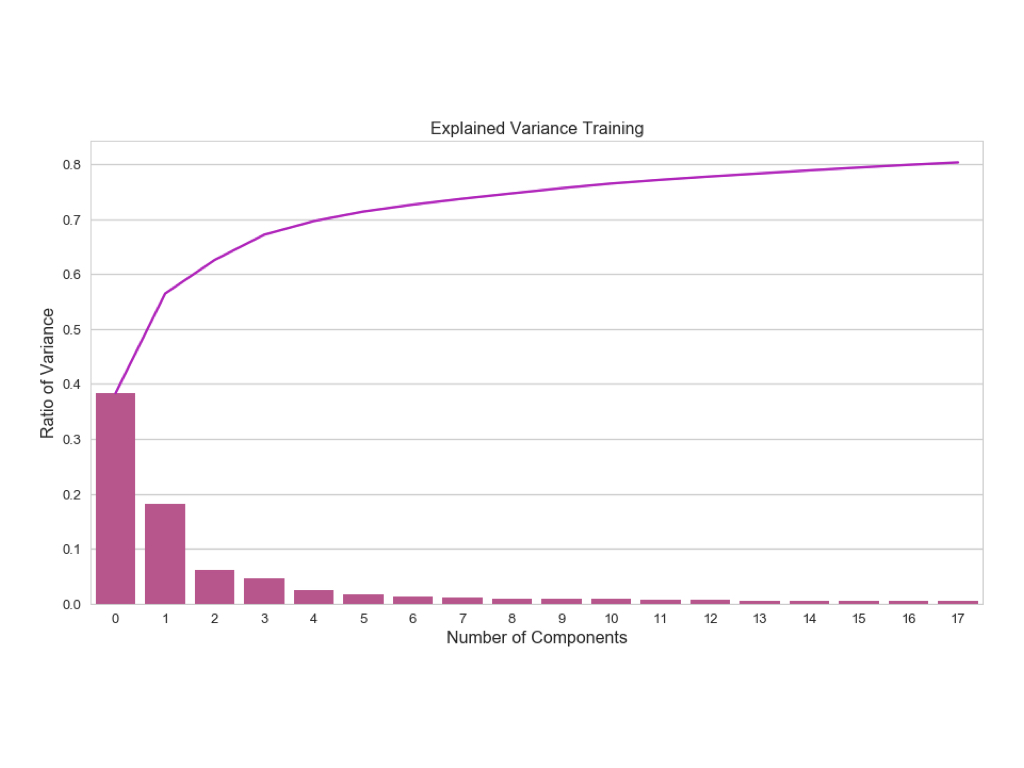 Explained Variance Training
0.8
0.7
0.6
0.5
0.4
0.3
0.2
0.1
0.0
Ratio of Variance
0 1 2 3 4 5 6 7 8 9 10 11 12 13 14 15 16 17
Number of Components